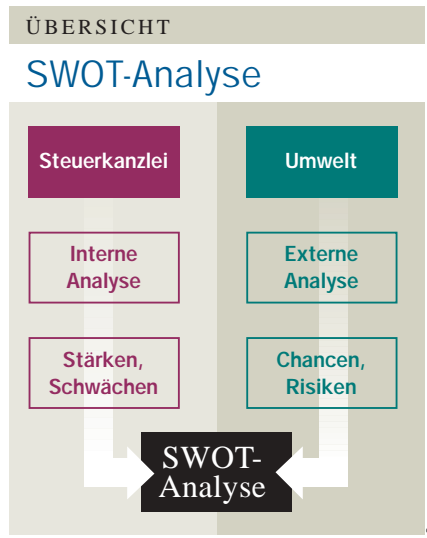 ÜBERSICHT
SWOT-Analyse
Steuerkanzlei
Umwelt
Interne
Analyse
Externe
Analyse
Stärken,
Schwächen
Chancen,
Risiken
SWOT-
Analyse